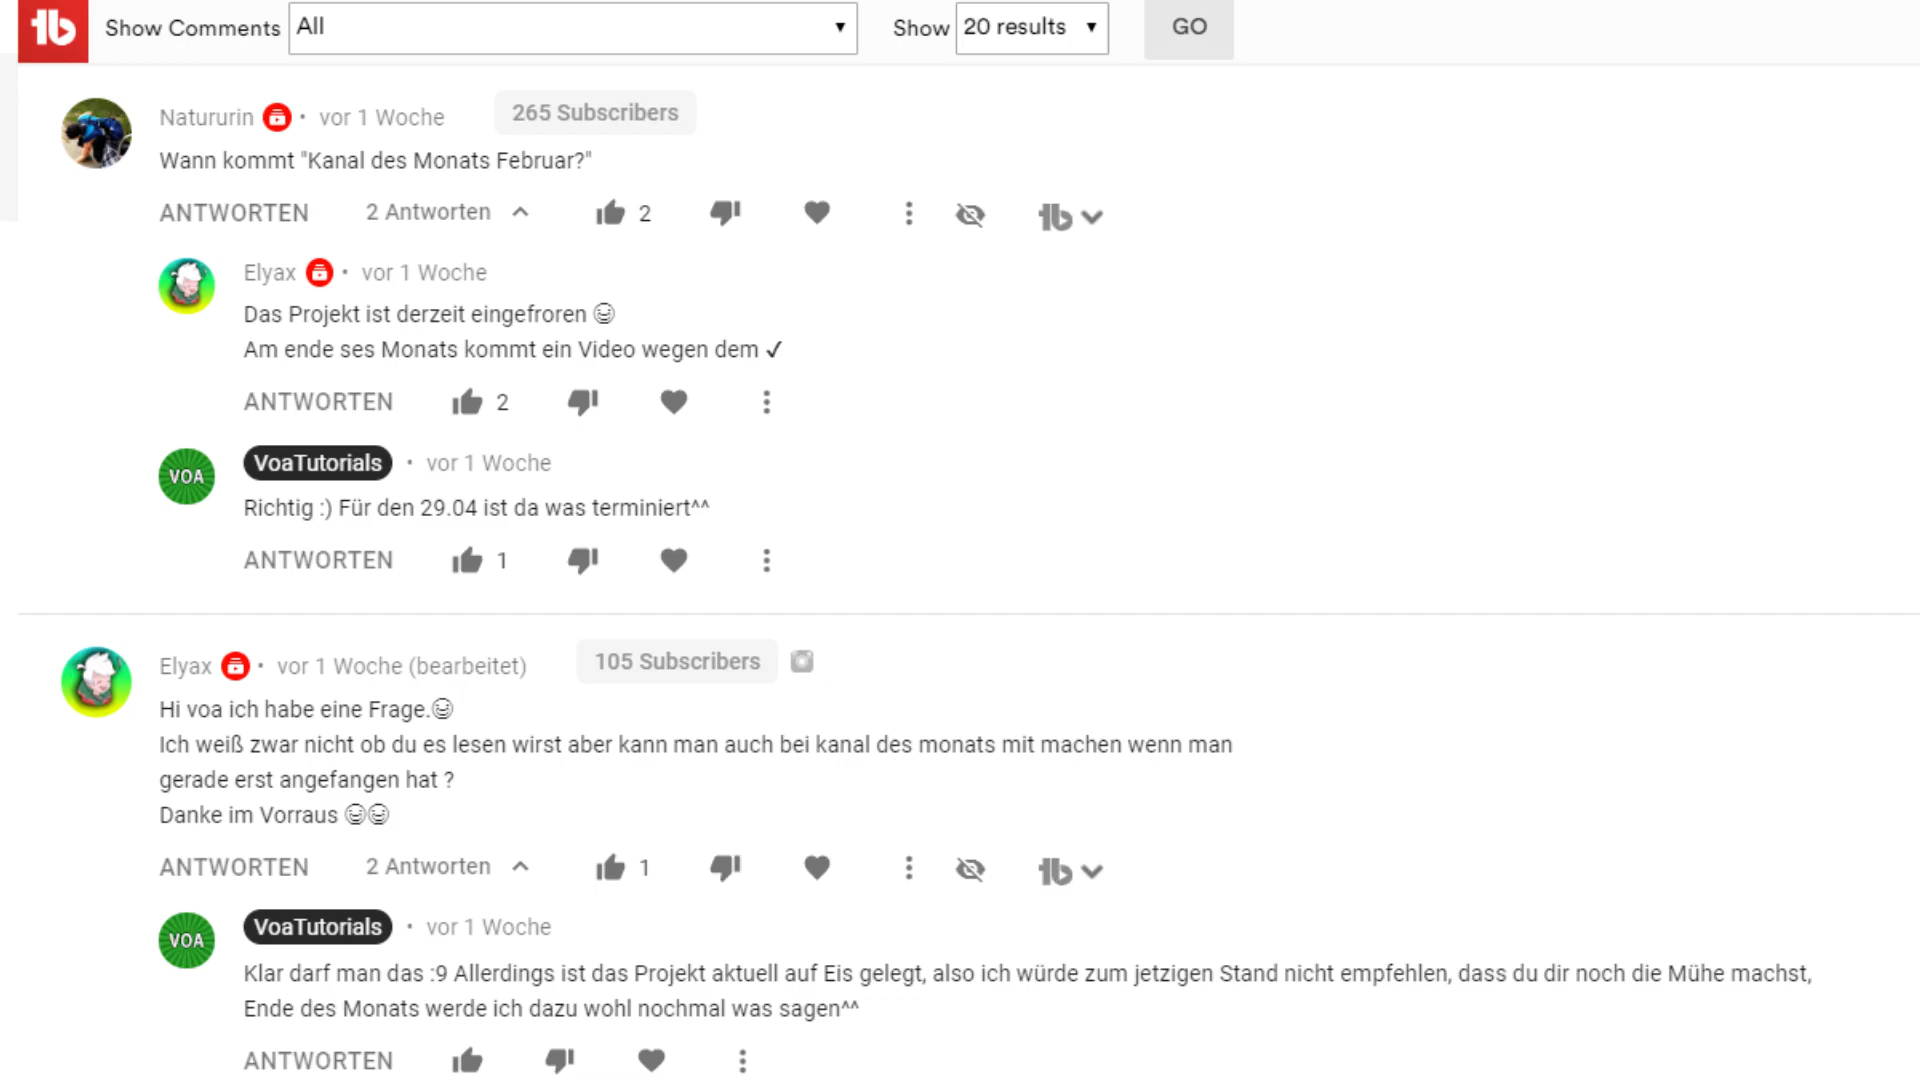 tb Show Comments All Show 20 results GO
Natururin • vor 1 Woche 265 Subscribers
Wann kommt "Kanal des Monats Februar?"
ANTWORTEN 2 Antworten 2 tb
Elyax • vor 1 Woche
Das Projekt ist derzeit eingefroren 😄
Am ende ses Monats kommt ein Video wegen dem ✓
ANTWORTEN 2
VOA VoaTutorials • vor 1 Woche
Richtig :) Für den 29.04 ist da was terminiert^^
ANTWORTEN 1
Elyax • vor 1 Woche (bearbeitet) 105 Subscribers
Hi voa ich habe eine Frage.😄
Ich weiß zwar nicht ob du es lesen wirst aber kann man auch bei kanal des monats mit machen wenn man
gerade erst angefangen hat ?
Danke im Vorraus 😄😄
ANTWORTEN 2 Antworten 1 tb
VOA VoaTutorials • vor 1 Woche
Klar darf man das :9 Allerdings ist das Projekt aktuell auf Eis gelegt, also ich würde zum jetzigen Stand nicht empfehlen, dass du dir noch die Mühe machst,
Ende des Monats werde ich dazu wohl nochmal was sagen^^
ANTWORTEN